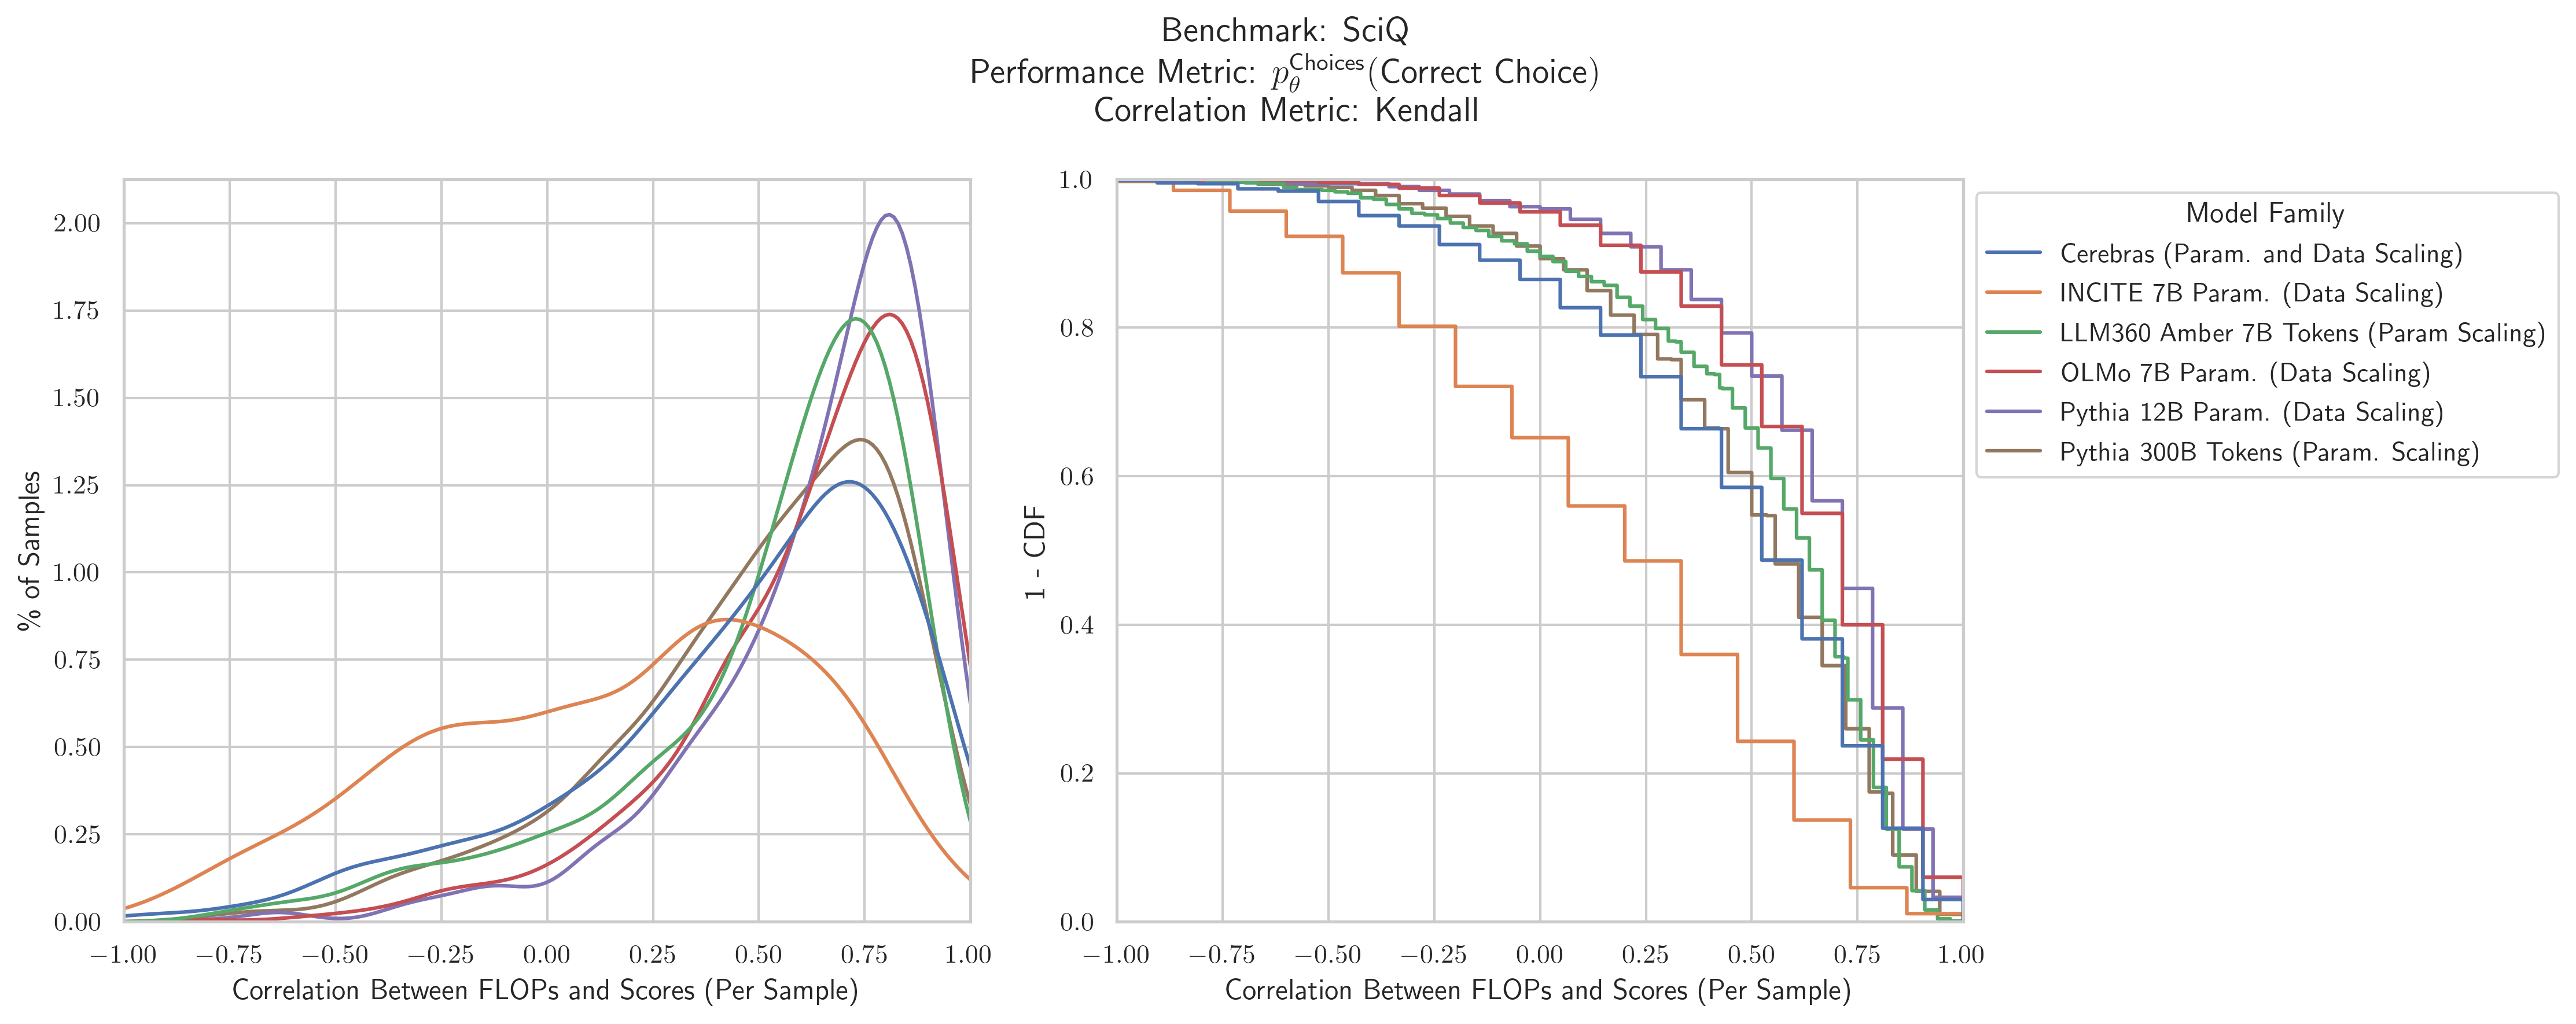 Benchmark: SciQ
Performance Metric: $p_{\theta}^{\text{Choices}}$(Correct Choice)
Correlation Metric: Kendall
% of Samples
2.00
1.75
1.50
1.25
1.00
0.75
0.50
0.25
0.00
−1.00 −0.75 −0.50 −0.25 0.00 0.25 0.50 0.75 1.00
Correlation Between FLOPs and Scores (Per Sample)
1 - CDF
1.0
0.8
0.6
0.4
0.2
0.0
−1.00 −0.75 −0.50 −0.25 0.00 0.25 0.50 0.75 1.00
Correlation Between FLOPs and Scores (Per Sample)
Model Family
Cerebras (Param. and Data Scaling)
INCITE 7B Param. (Data Scaling)
LLM360 Amber 7B Tokens (Param Scaling)
OLMo 7B Param. (Data Scaling)
Pythia 12B Param. (Data Scaling)
Pythia 300B Tokens (Param. Scaling)